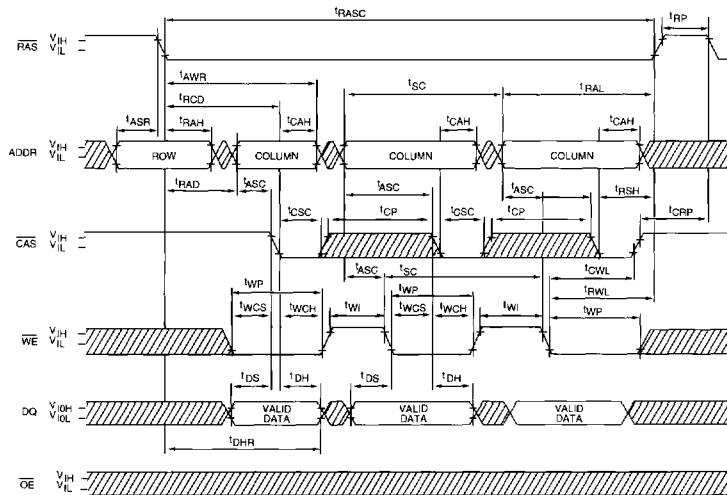 tRASC
tRP
RAS VIH
VIL
tAWR
tSC
tRAL
tRCD
tASR
tRAH
tCAH
tCAH
tCAH
ADDR VIH
VIL
ROW
COLUMN
COLUMN
COLUMN
tRAD
tASC
tASC
tASC
tRSH
tCSC
tCP
tCSC
tCP
tCRP
CAS VIH
VIL
tASC
tSC
tCWL
tWP
tWP
tRWL
tWCS
tWCH
tWI
tWCS
tWCH
tWI
tWP
WE VIH
VIL
tDS
tDH
tDS
tDH
DQ VIOH
VIOL
VALID DATA
VALID DATA
VALID DATA
tDHR
OE VIH
VIL